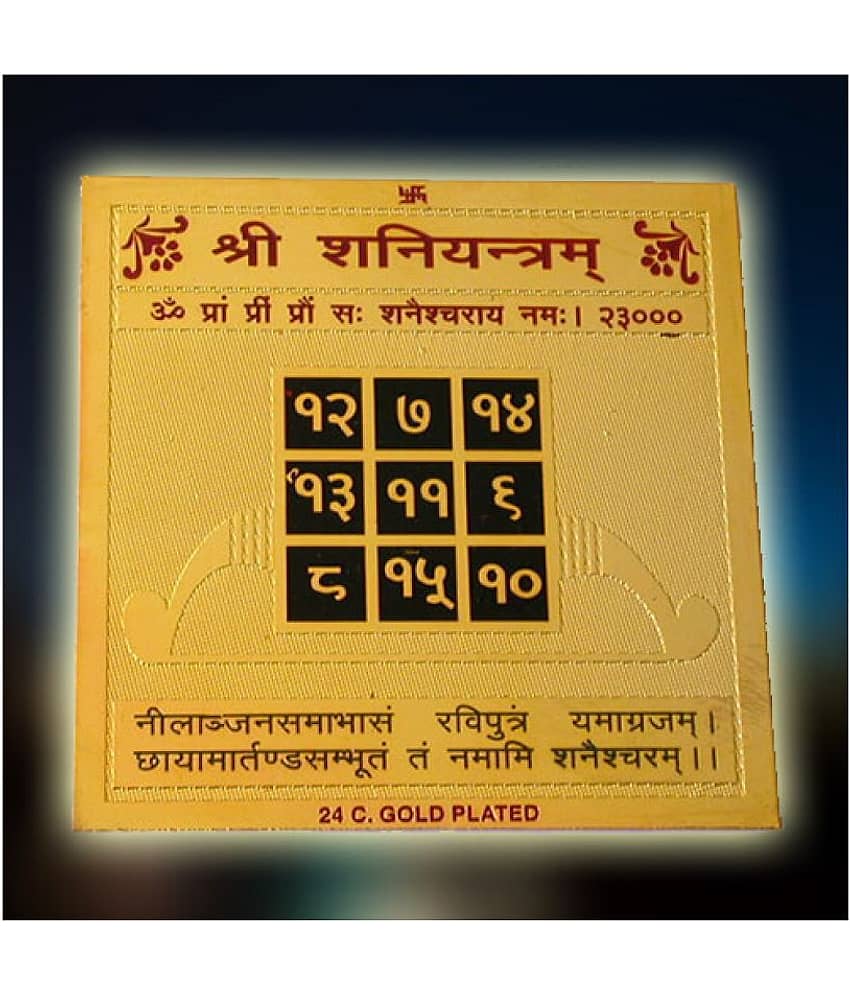 卐
श्री शनियन्त्रम्
ॐ प्रां प्रीं प्रौं सः शनैश्चराय नमः। २३०००
१२ ७ १४
१३ ११ ६
८ १५ १०
नीलाञ्जनसमाभासं रविपुत्रं यमाग्रजम्।
छायामार्तण्डसम्भूतं तं नमामि शनैश्चरम्।।
24 C. GOLD PLATED